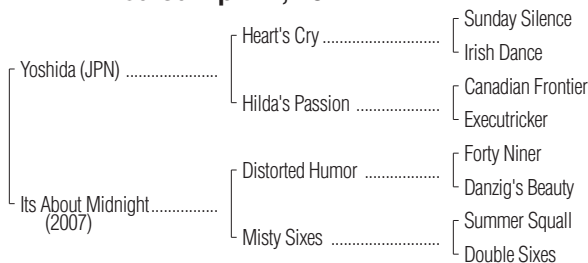 Sunday Silence
Heart's Cry
Irish Dance
Yoshida (JPN)
Canadian Frontier
Hilda's Passion
Executricker
Forty Niner
Distorted Humor
Danzig's Beauty
Its About Midnight
(2007)
Summer Squall
Misty Sixes
Double Sixes